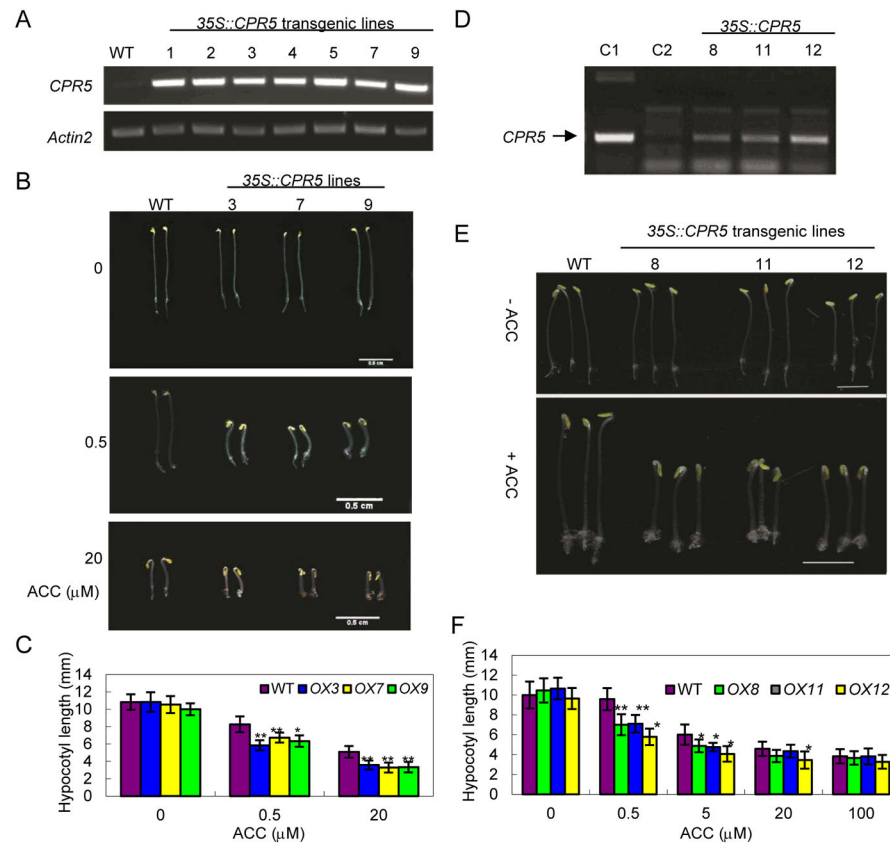 A
35S::CPR5 transgenic lines
WT 1 2 3 4 5 7 9
CPR5
Actin2
B
35S::CPR5 lines
WT 3 7 9
0
0.5 cm
0.5
0.5 cm
20
ACC (µM)
0.5 cm
C
Hypocotyl length (mm)
14
12
10
8
6
4
2
0
WT OX3 OX7 OX9
** ** *
** ** **
0 0.5 20
ACC (µM)
D
35S::CPR5
C1 C2 8 11 12
CPR5
E
35S::CPR5 transgenic lines
WT 8 11 12
- ACC
+ ACC
F
Hypocotyl length (mm)
14
12
10
8
6
4
2
0
WT OX8 OX11 OX12
** ** *
* * *
*
0 0.5 5 20 100
ACC (µM)